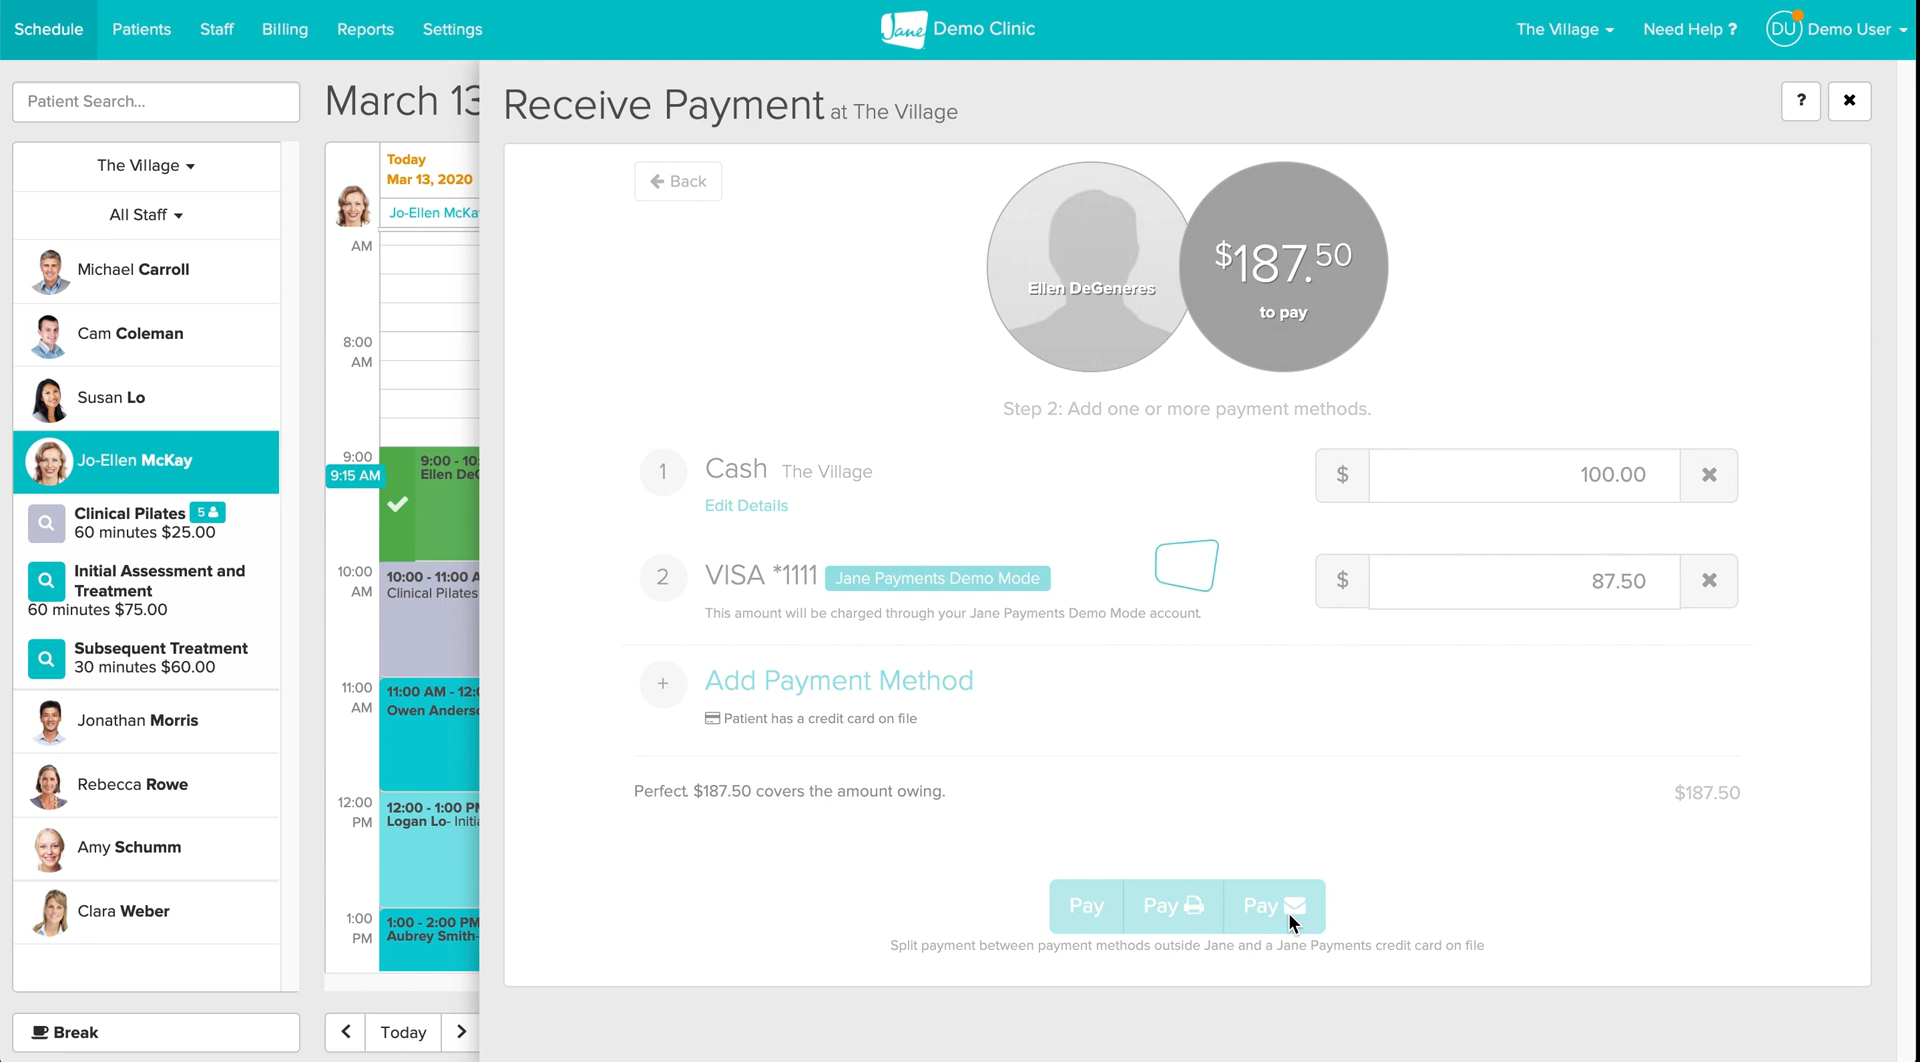 Schedule
Patients
Staff
Billing
Reports
Settings
Jane Demo Clinic
The Village
Need Help ?
DU Demo User
Patient Search...
The Village
All Staff
Michael Carroll
Cam Coleman
Susan Lo
Jo-Ellen McKay
Clinical Pilates 5
60 minutes $25.00
Initial Assessment and
Treatment
60 minutes $75.00
Subsequent Treatment
30 minutes $60.00
Jonathan Morris
Rebecca Rowe
Amy Schumm
Clara Weber
Break
March 13
Today
Mar 13, 2020
Jo-Ellen McKa
AM
8:00
AM
9:00
9:15 AM
9:00 - 10:
Ellen De
10:00
AM
10:00 - 11:00 A
Clinical Pilates
11:00
AM
11:00 AM - 12:
Owen Anders
12:00
PM
12:00 - 1:00 P
Logan Lo- Initi
1:00
PM
1:00 - 2:00 PM
Aubrey Smith-
Today
Receive Payment at The Village
?
Back
Ellen DeGeneres
$187.50
to pay
Step 2: Add one or more payment methods.
1
Cash The Village
Edit Details
$ 100.00
2
VISA *1111 Jane Payments Demo Mode
This amount will be charged through your Jane Payments Demo Mode account.
$ 87.50
+
Add Payment Method
Patient has a credit card on file
Perfect. $187.50 covers the amount owing.
$187.50
Pay
Pay
Pay
Split payment between payment methods outside Jane and a Jane Payments credit card on file